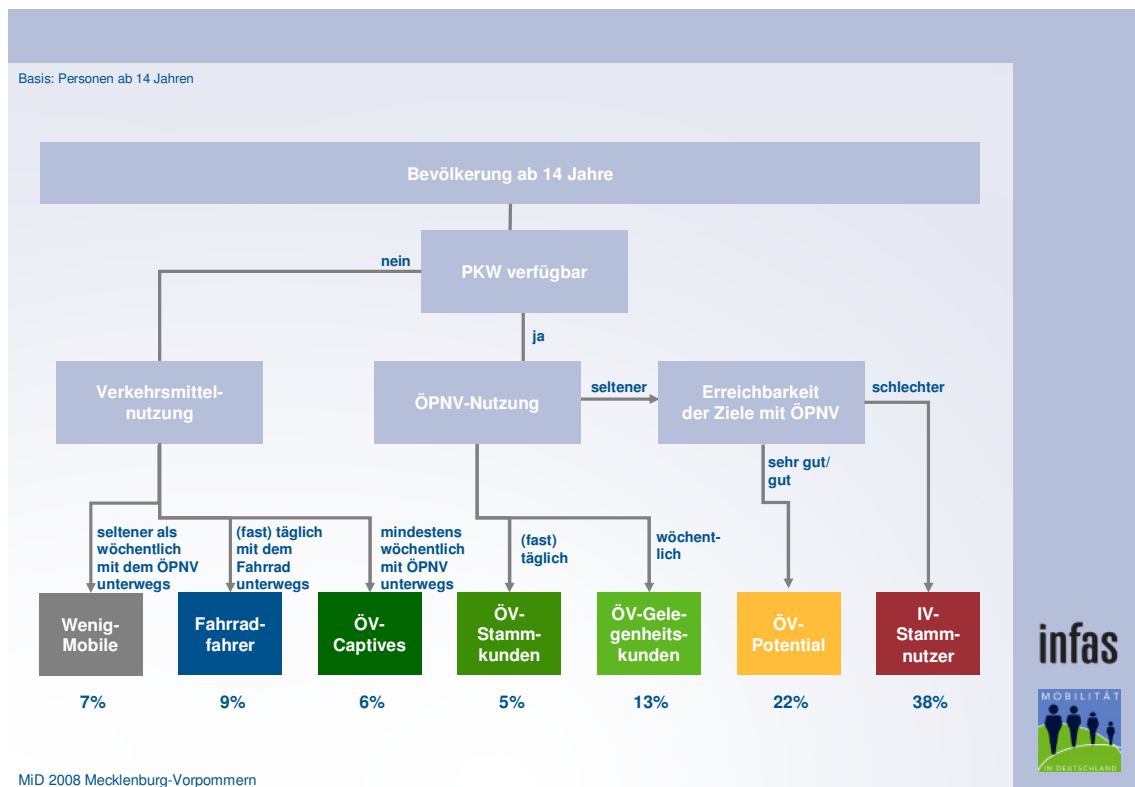 Basis: Personen ab 14 Jahren
Bevölkerung ab 14 Jahre
nein
PKW verfügbar
ja
Verkehrsmittel-
nutzung
ÖPNV-Nutzung
seltener
Erreichbarkeit
der Ziele mit ÖPNV
schlechter
sehr gut/
gut
seltener als
wöchentlich
mit dem ÖPNV
unterwegs
(fast) täglich
mit dem
Fahrrad
unterwegs
mindestens
wöchentlich
mit ÖPNV
unterwegs
(fast)
täglich
wöchent-
lich
Wenig-
Mobile
Fahrrad-
fahrer
ÖV-
Captives
ÖV-
Stamm-
kunden
ÖV-Gele-
genheits-
kunden
ÖV-
Potential
IV-
Stamm-
nutzer
7%
9%
6%
5%
13%
22%
38%
infas
MOBILITÄT
IN DEUTSCHLAND
MiD 2008 Mecklenburg-Vorpommern